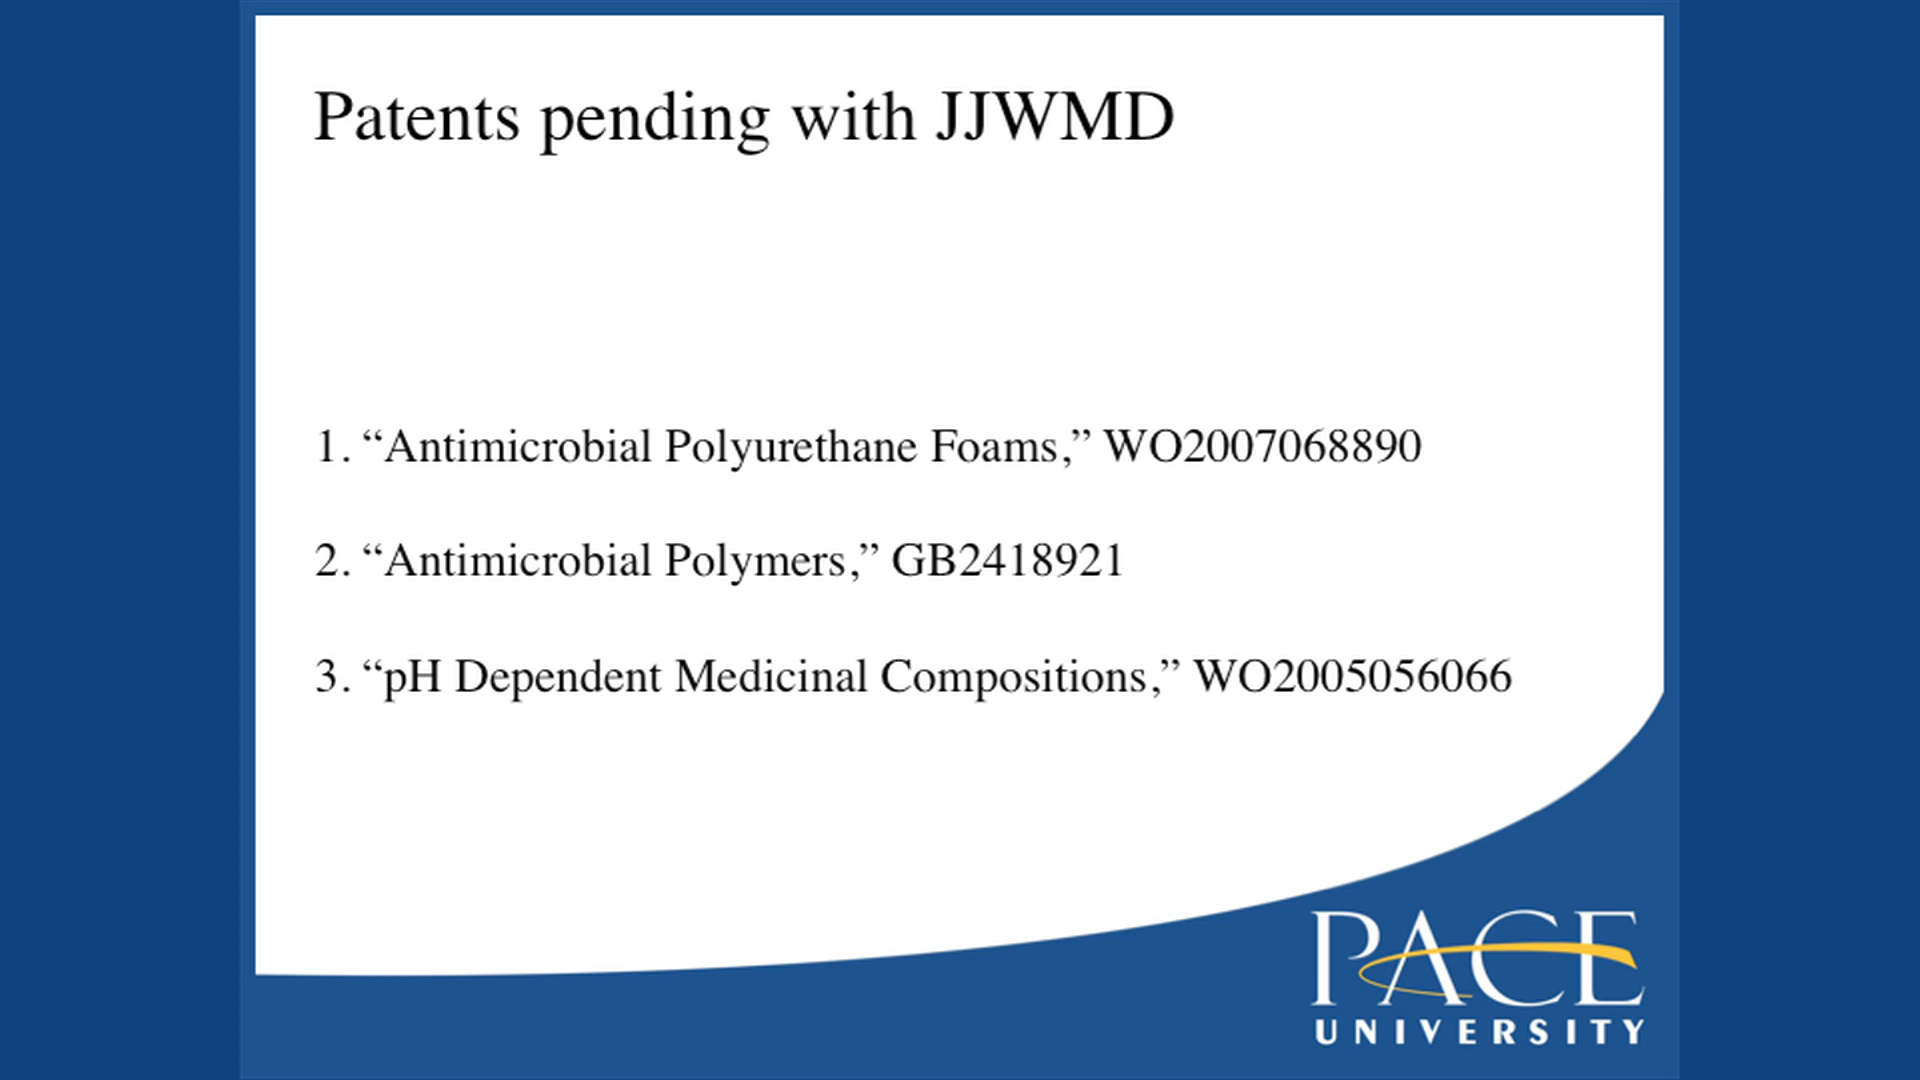 Patents pending with JJWMD
1. “Antimicrobial Polyurethane Foams,” WO2007068890
2. “Antimicrobial Polymers,” GB2418921
3. “pH Dependent Medicinal Compositions,” WO2005056066
PACE
UNIVERSITY